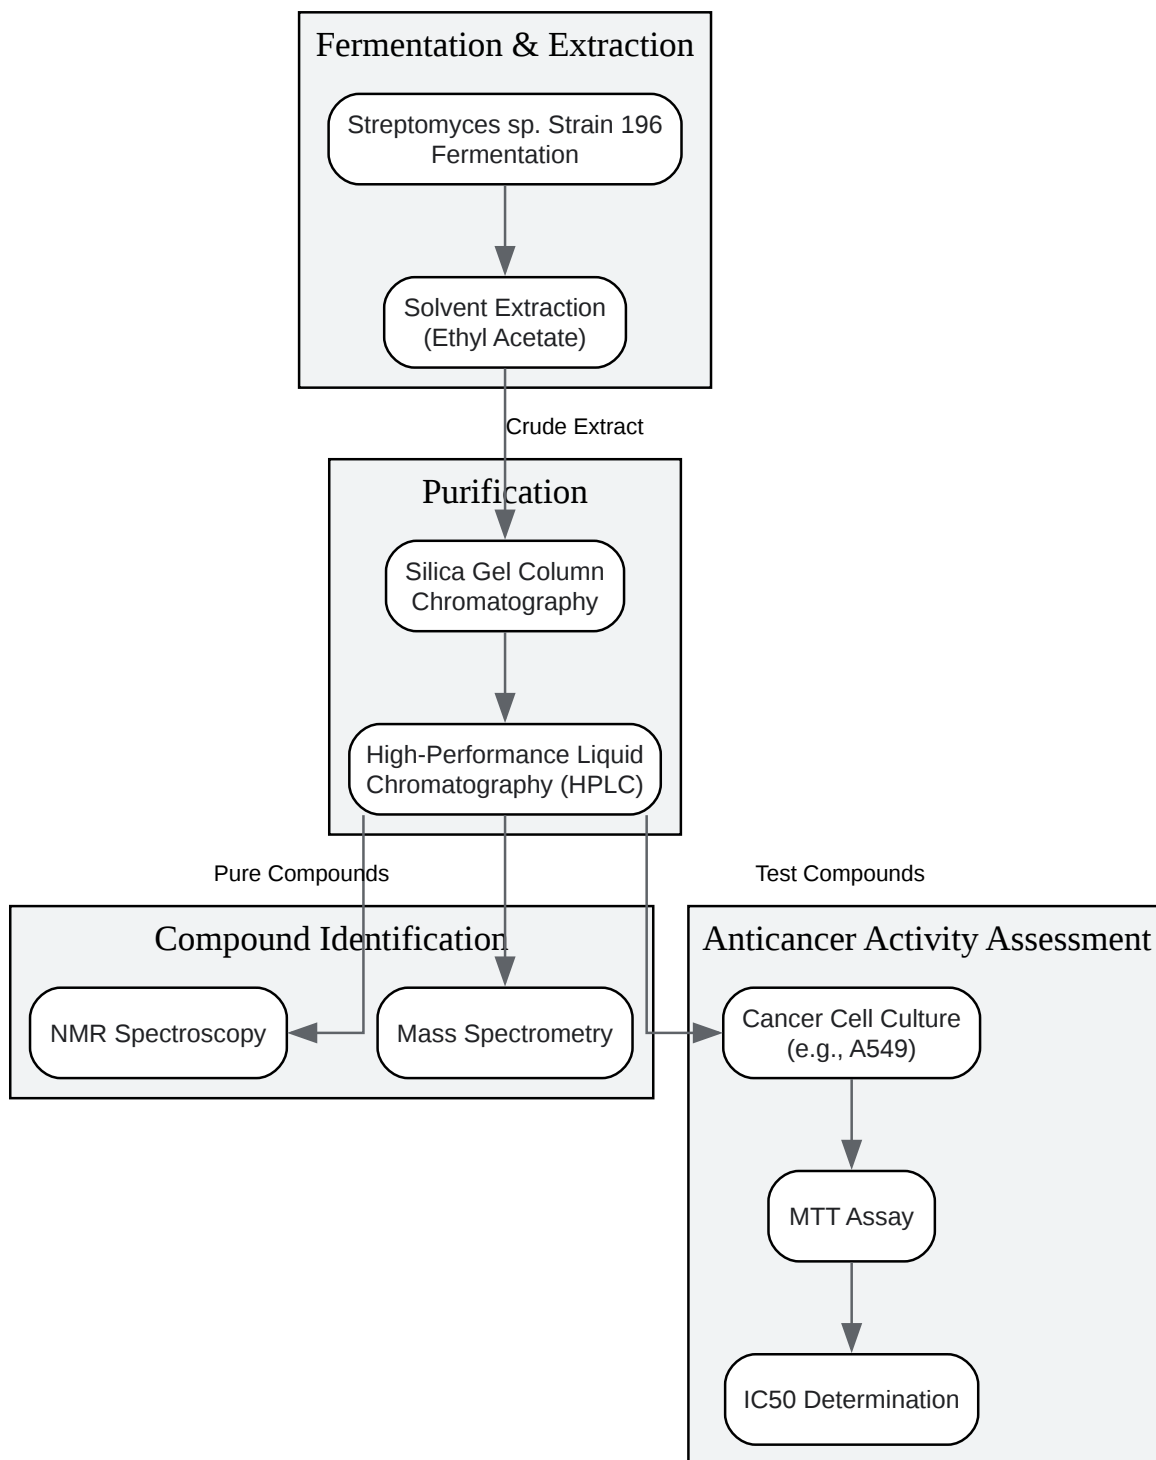 Fermentation & Extraction
Streptomyces sp. Strain 196
Fermentation
Solvent Extraction
(Ethyl Acetate)
Crude Extract
Purification
Silica Gel Column
Chromatography
High-Performance Liquid
Chromatography (HPLC)
Pure Compounds
Test Compounds
Compound Identification
NMR Spectroscopy
Mass Spectrometry
Anticancer Activity Assessment
Cancer Cell Culture
(e.g., A549)
MTT Assay
IC50 Determination